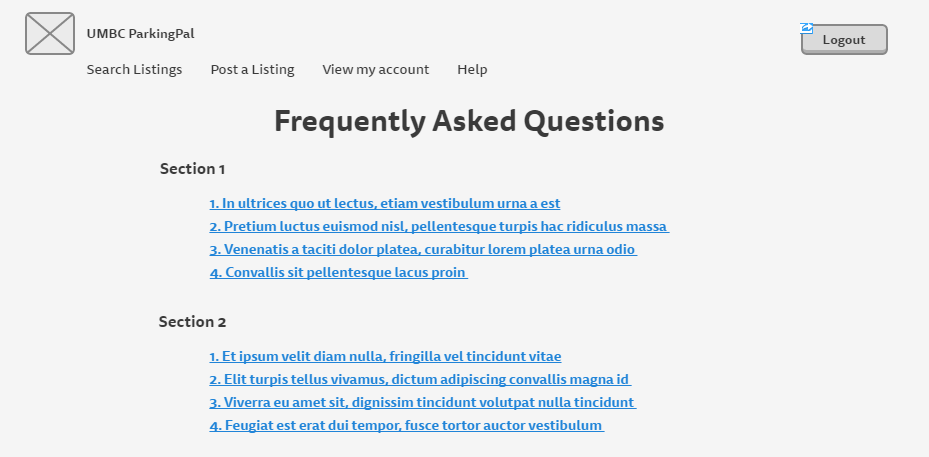 UMBC ParkingPal
Logout
Search Listings Post a Listing View my account Help
Frequently Asked Questions
Section 1
1. In ultrices quo ut lectus, etiam vestibulum urna a est
2. Pretium luctus euismod nisl, pellentesque turpis hac ridiculus massa
3. Venenatis a taciti dolor platea, curabitur lorem platea urna odio
4. Convallis sit pellentesque lacus proin
Section 2
1. Et ipsum velit diam nulla, fringilla vel tincidunt vitae
2. Elit turpis tellus vivamus, dictum adipiscing convallis magna id
3. Viverra eu amet sit, dignissim tincidunt volutpat nulla tincidunt
4. Feugiat est erat dui tempor, fusce tortor auctor vestibulum